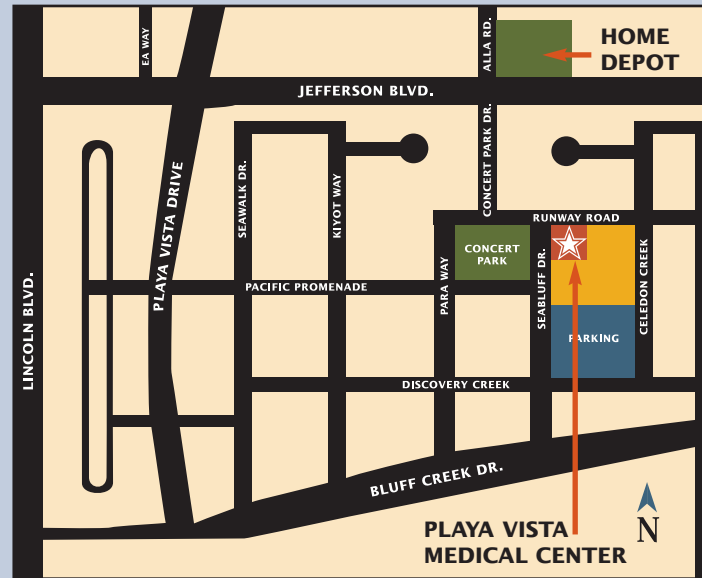 EA WAY
ALLA RD.
HOME
DEPOT
JEFFERSON BLVD.
CONCERT PARK DR.
PLAYA VISTA DRIVE
SEAWALK DR.
KIYOT WAY
RUNWAY ROAD
CONCERT
PARK
LINCOLN BLVD.
PACIFIC PROMENADE
PARA WAY
SEABLUFF DR.
CELEDON CREEK
PARKING
DISCOVERY CREEK
BLUFF CREEK DR.
PLAYA VISTA
MEDICAL CENTER
N